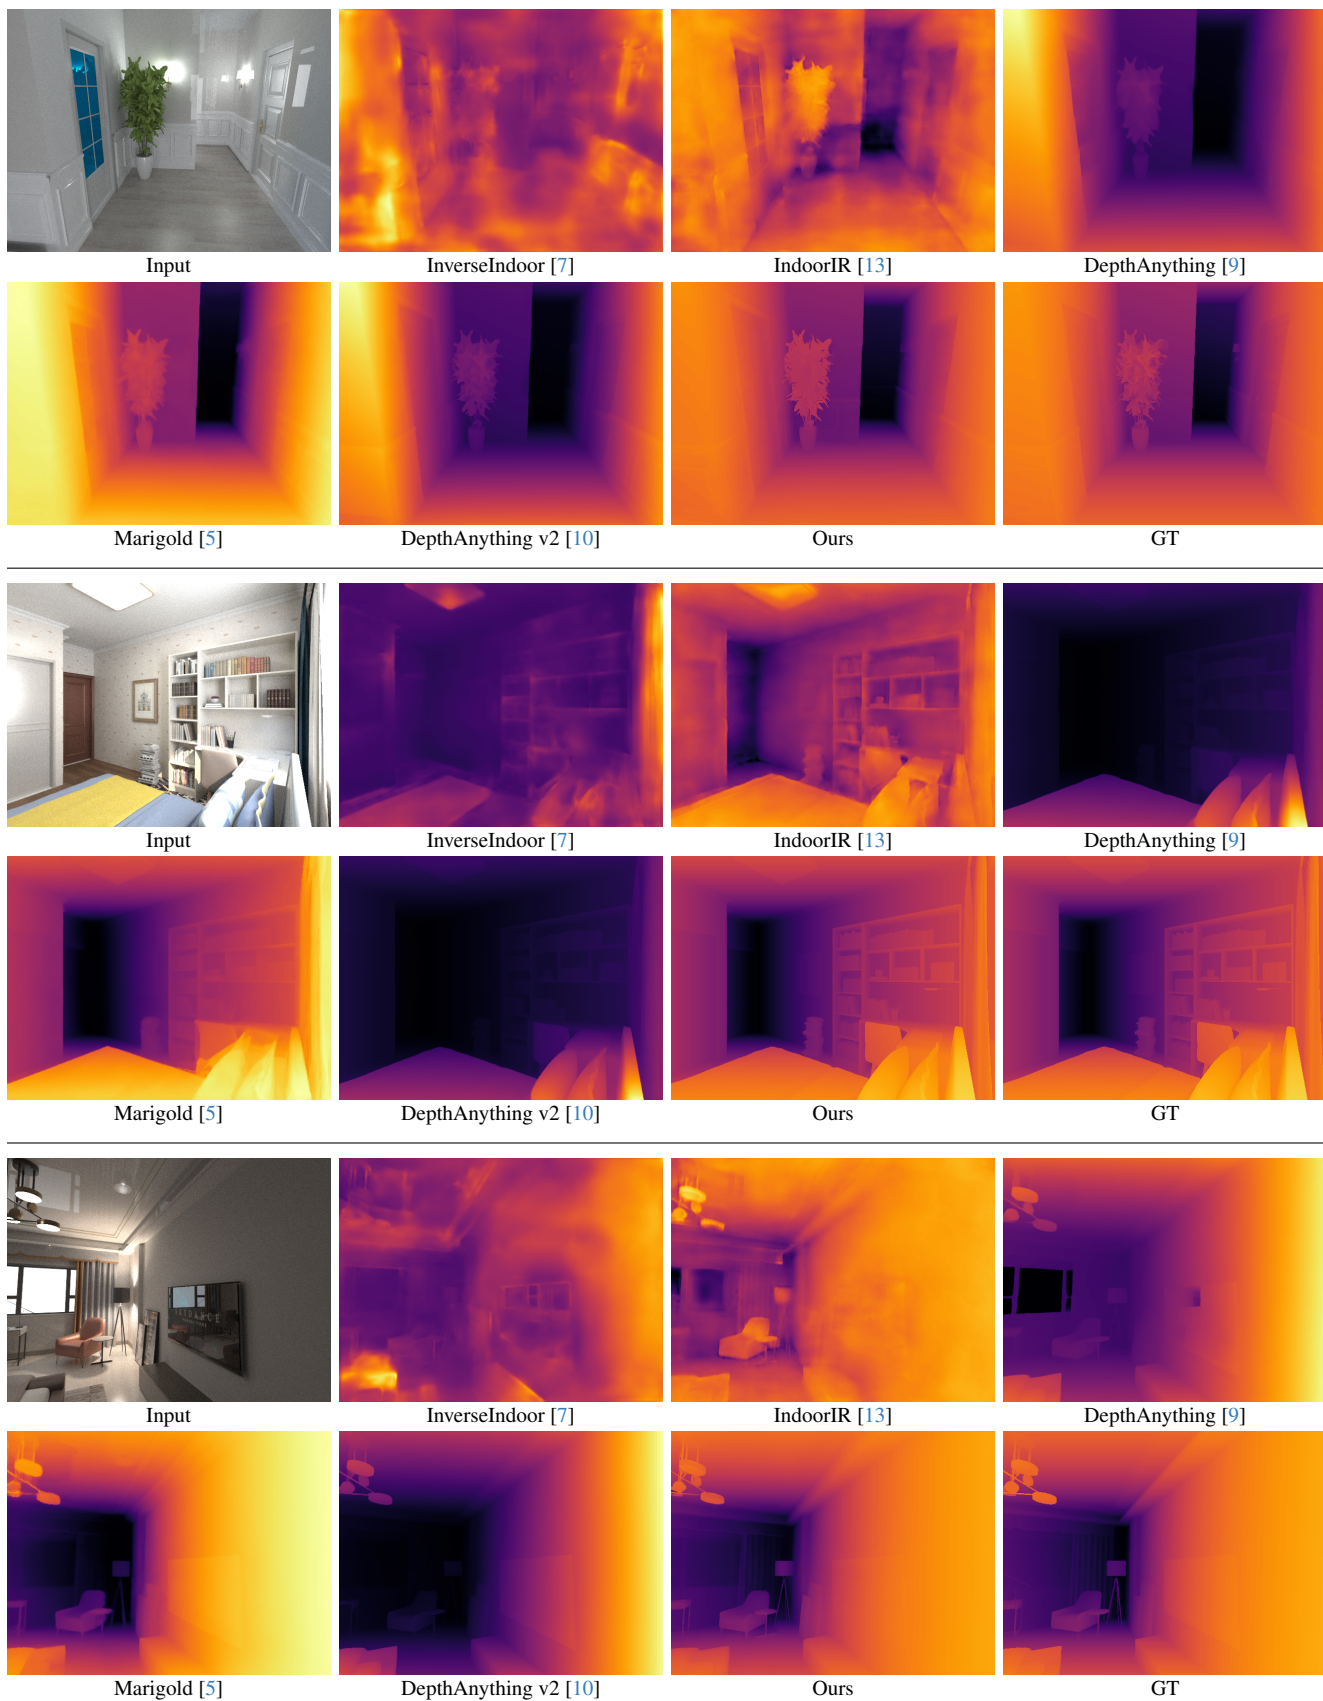 Input
InverseIndoor [7]
IndoorIR [13]
DepthAnything [9]
Marigold [5]
DepthAnything v2 [10]
Ours
GT
Input
InverseIndoor [7]
IndoorIR [13]
DepthAnything [9]
Marigold [5]
DepthAnything v2 [10]
Ours
GT
Input
InverseIndoor [7]
IndoorIR [13]
DepthAnything [9]
Marigold [5]
DepthAnything v2 [10]
Ours
GT